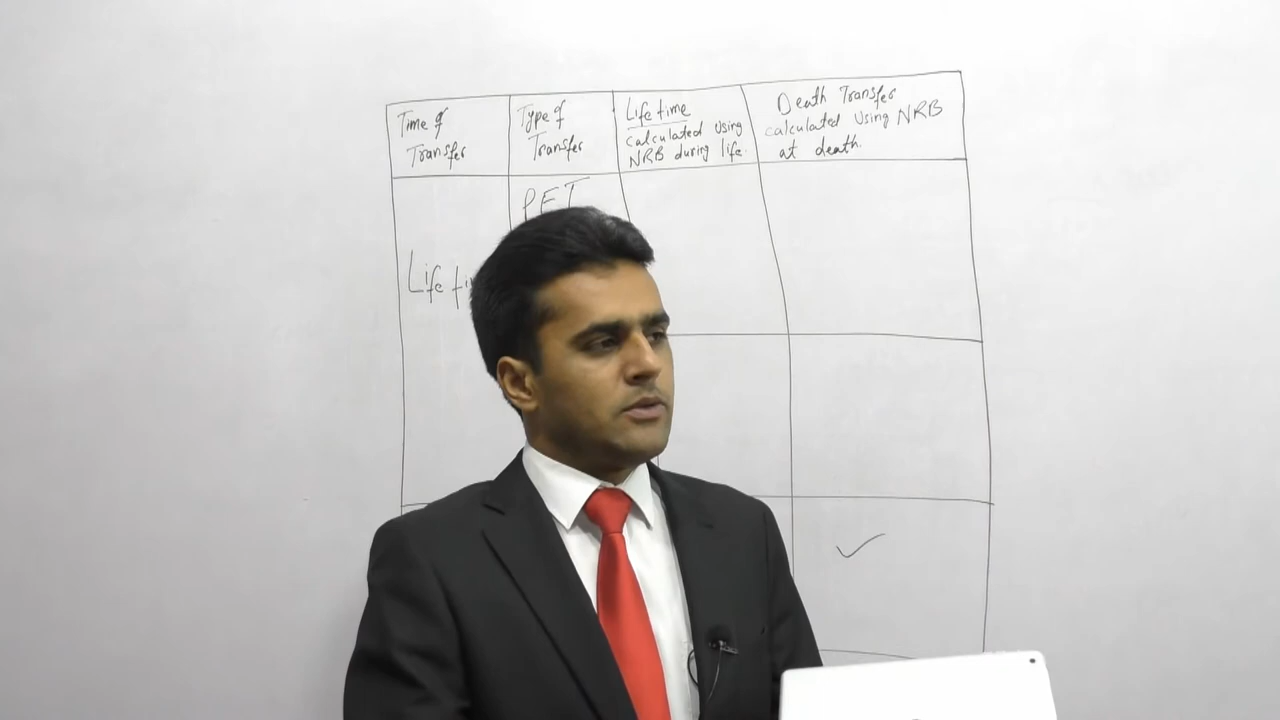 Time of
Transfer
Type of
Transfer
Life time
calculated using
NRB during life.
Death Transfer
calculated using NRB
at death.
PET
Life